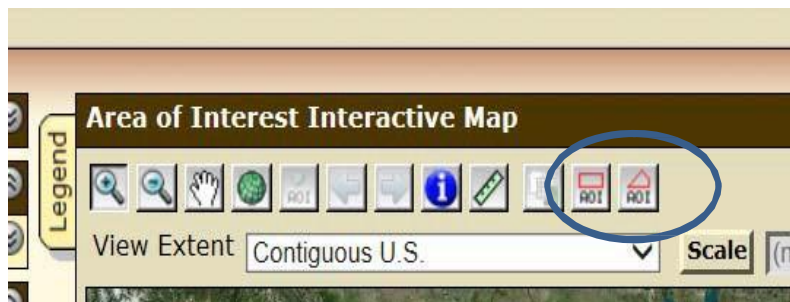 Legend
Area of Interest Interactive Map
AOI AOI AOI
View Extent Contiguous U.S. Scale